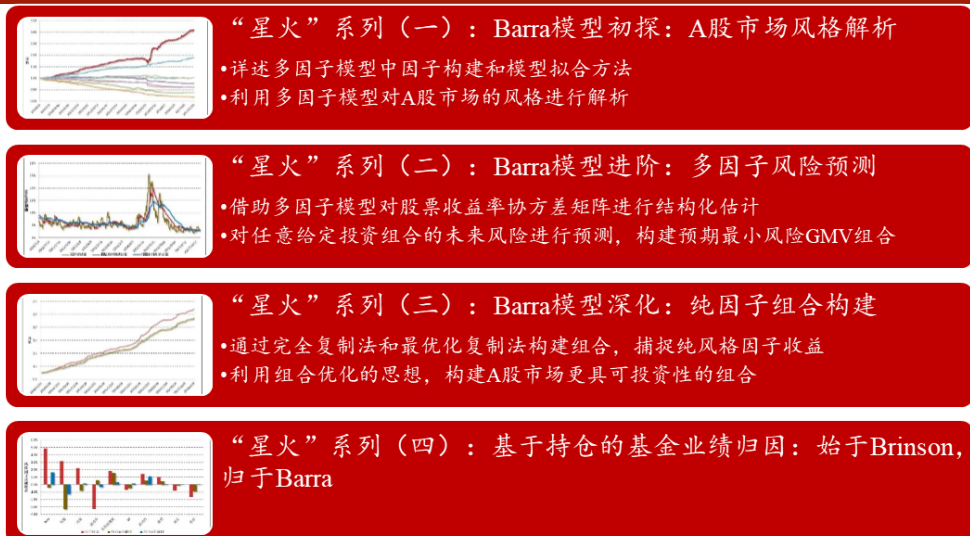 “星火”系列（一）：Barra模型初探：A股市场风格解析
•详述多因子模型中因子构建和模型拟合方法
•利用多因子模型对A股市场的风格进行解析
“星火”系列（二）：Barra模型进阶：多因子风险预测
•借助多因子模型对股票收益率协方差矩阵进行结构化估计
•对任意给定投资组合的未来风险进行预测，构建预期最小风险GMV组合
“星火”系列（三）：Barra模型深化：纯因子组合构建
•通过完全复制法和最优化复制法构建组合，捕捉纯风格因子收益
•利用组合优化的思想，构建A股市场更具可投资性的组合
“星火”系列（四）：基于持仓的基金业绩归因：始于Brinson，
归于Barra